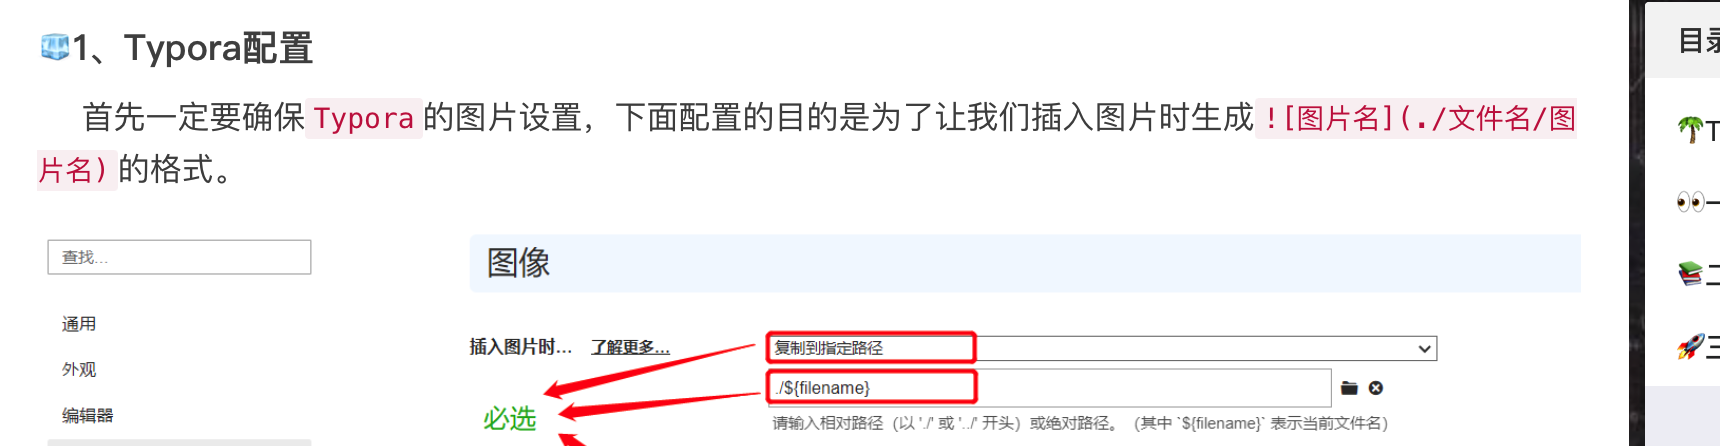 1、Typora配置
首先一定要确保Typora的图片设置，下面配置的目的是为了让我们插入图片时生成![图片名](./文件名/图
片名)的格式。
查找...
图像
通用
插入图片时... 了解更多... 复制到指定路径
外观
./${filename}
编辑器
必选
请输入相对路径（以 './' 或 '../' 开头）或绝对路径。（其中 `${filename}` 表示当前文件名）
目录
T
一
二
三